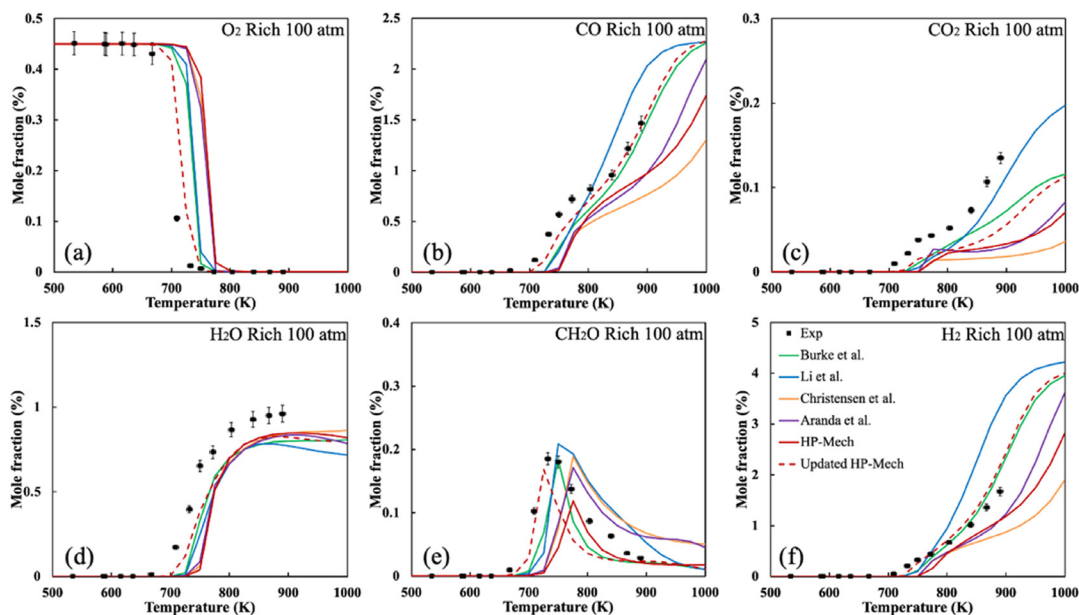 O2 Rich 100 atm
Mole fraction (%)
0.5
0.4
0.3
0.2
0.1
0
(a)
500 600 700 800 900 1000
Temperature (K)
CO Rich 100 atm
Mole fraction (%)
2.5
2
1.5
1
0.5
0
(b)
500 600 700 800 900 1000
Temperature (K)
CO2 Rich 100 atm
Mole fraction (%)
0.3
0.2
0.1
0
(c)
500 600 700 800 900 1000
Temperature (K)
H2O Rich 100 atm
Mole fraction (%)
1.5
1
0.5
0
(d)
500 600 700 800 900 1000
Temperature (K)
CH2O Rich 100 atm
Mole fraction (%)
0.4
0.3
0.2
0.1
0
(e)
500 600 700 800 900 1000
Temperature (K)
H2 Rich 100 atm
Mole fraction (%)
5
4
3
2
1
0
Exp
Burke et al.
Li et al.
Christensen et al.
Aranda et al.
HP-Mech
Updated HP-Mech
(f)
500 600 700 800 900 1000
Temperature (K)